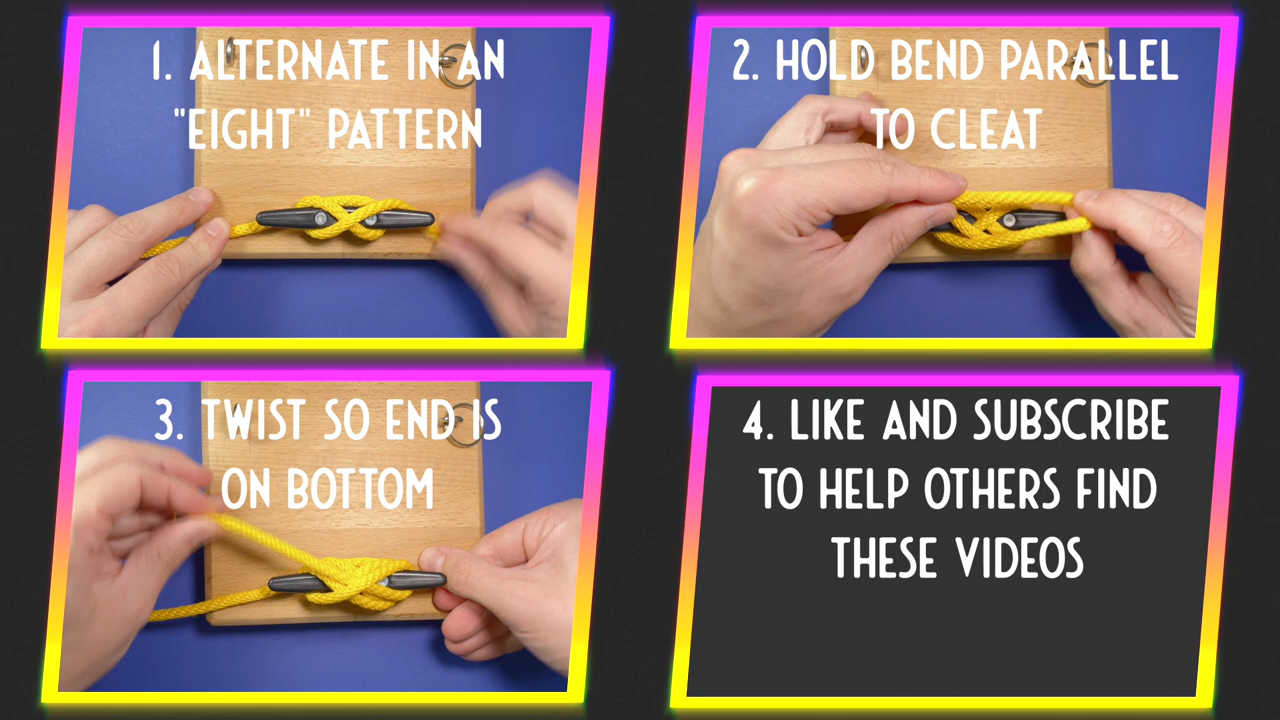 1. ALTERNATE IN AN
"EIGHT" PATTERN
2. HOLD BEND PARALLEL
TO CLEAT
3. TWIST SO END IS
ON BOTTOM
4. LIKE AND SUBSCRIBE
TO HELP OTHERS FIND
THESE VIDEOS